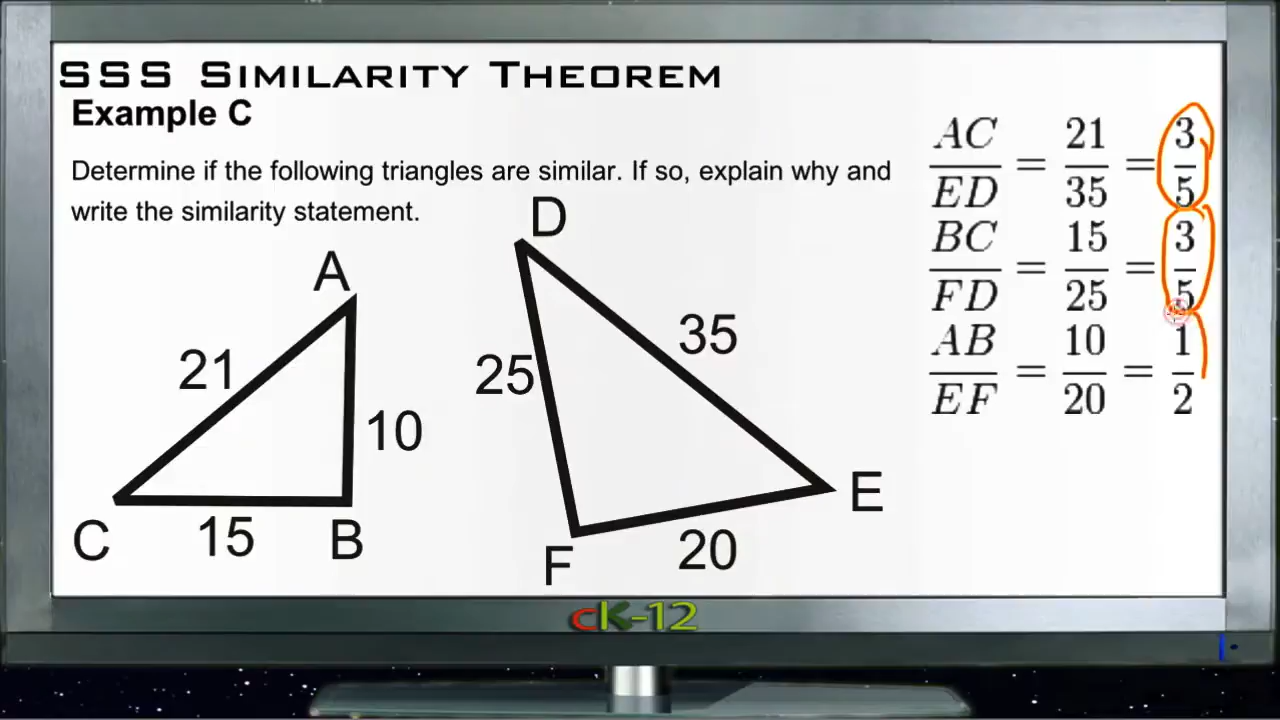 SSS SIMILARITY THEOREM
Example C
Determine if the following triangles are similar. If so, explain why and
write the similarity statement.
A
21
10
C
15
B
D
25
35
E
F
20
AC/ED = 21/35 = 3/5
BC/FD = 15/25 = 3/5
AB/EF = 10/20 = 1/2
cK-12